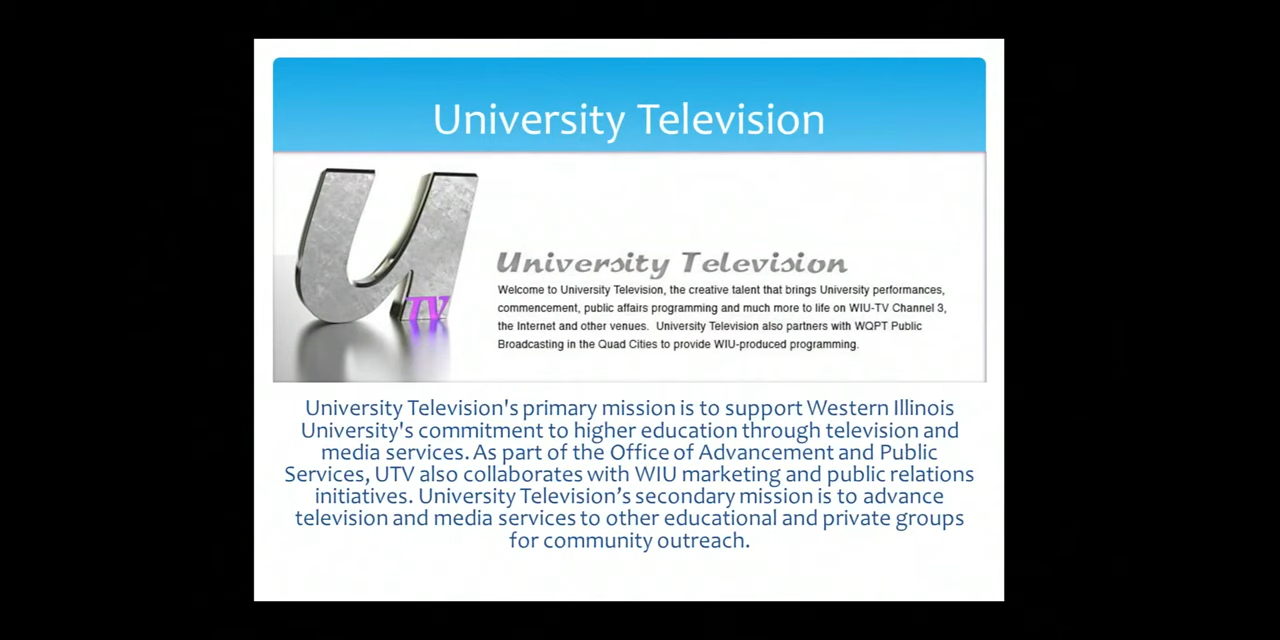 University Television
u
TV
University Television
Welcome to University Television, the creative talent that brings University performances,
commencement, public affairs programming and much more to life on WIU-TV Channel 3,
the Internet and other venues.  University Television also partners with WQPT Public
Broadcasting in the Quad Cities to provide WIU-produced programming.
University Television's primary mission is to support Western Illinois
University's commitment to higher education through television and
media services. As part of the Office of Advancement and Public
Services, UTV also collaborates with WIU marketing and public relations
initiatives. University Television’s secondary mission is to advance
television and media services to other educational and private groups
for community outreach.